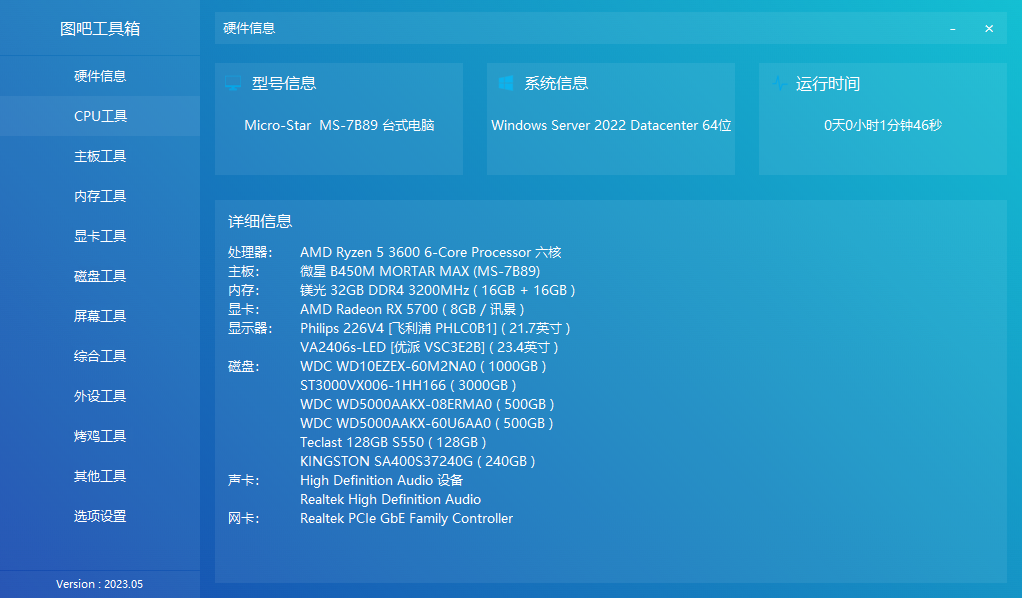 图吧工具箱
硬件信息
CPU工具
主板工具
内存工具
显卡工具
磁盘工具
屏幕工具
综合工具
外设工具
烤鸡工具
其他工具
选项设置
Version : 2023.05
硬件信息
型号信息
Micro-Star  MS-7B89 台式电脑
系统信息
Windows Server 2022 Datacenter 64位
运行时间
0天0小时1分钟46秒
详细信息
处理器： AMD Ryzen 5 3600 6-Core Processor 六核
主板： 微星 B450M MORTAR MAX (MS-7B89)
内存： 镁光 32GB DDR4 3200MHz ( 16GB + 16GB )
显卡： AMD Radeon RX 5700 ( 8GB / 讯景 )
显示器： Philips 226V4 [飞利浦 PHLC0B1] ( 21.7英寸 )
VA2406s-LED [优派 VSC3E2B] ( 23.4英寸 )
磁盘： WDC WD10EZEX-60M2NA0 ( 1000GB )
ST3000VX006-1HH166 ( 3000GB )
WDC WD5000AAKX-08ERMA0 ( 500GB )
WDC WD5000AAKX-60U6AA0 ( 500GB )
Teclast 128GB S550 ( 128GB )
KINGSTON SA400S37240G ( 240GB )
声卡： High Definition Audio 设备
Realtek High Definition Audio
网卡： Realtek PCIe GbE Family Controller